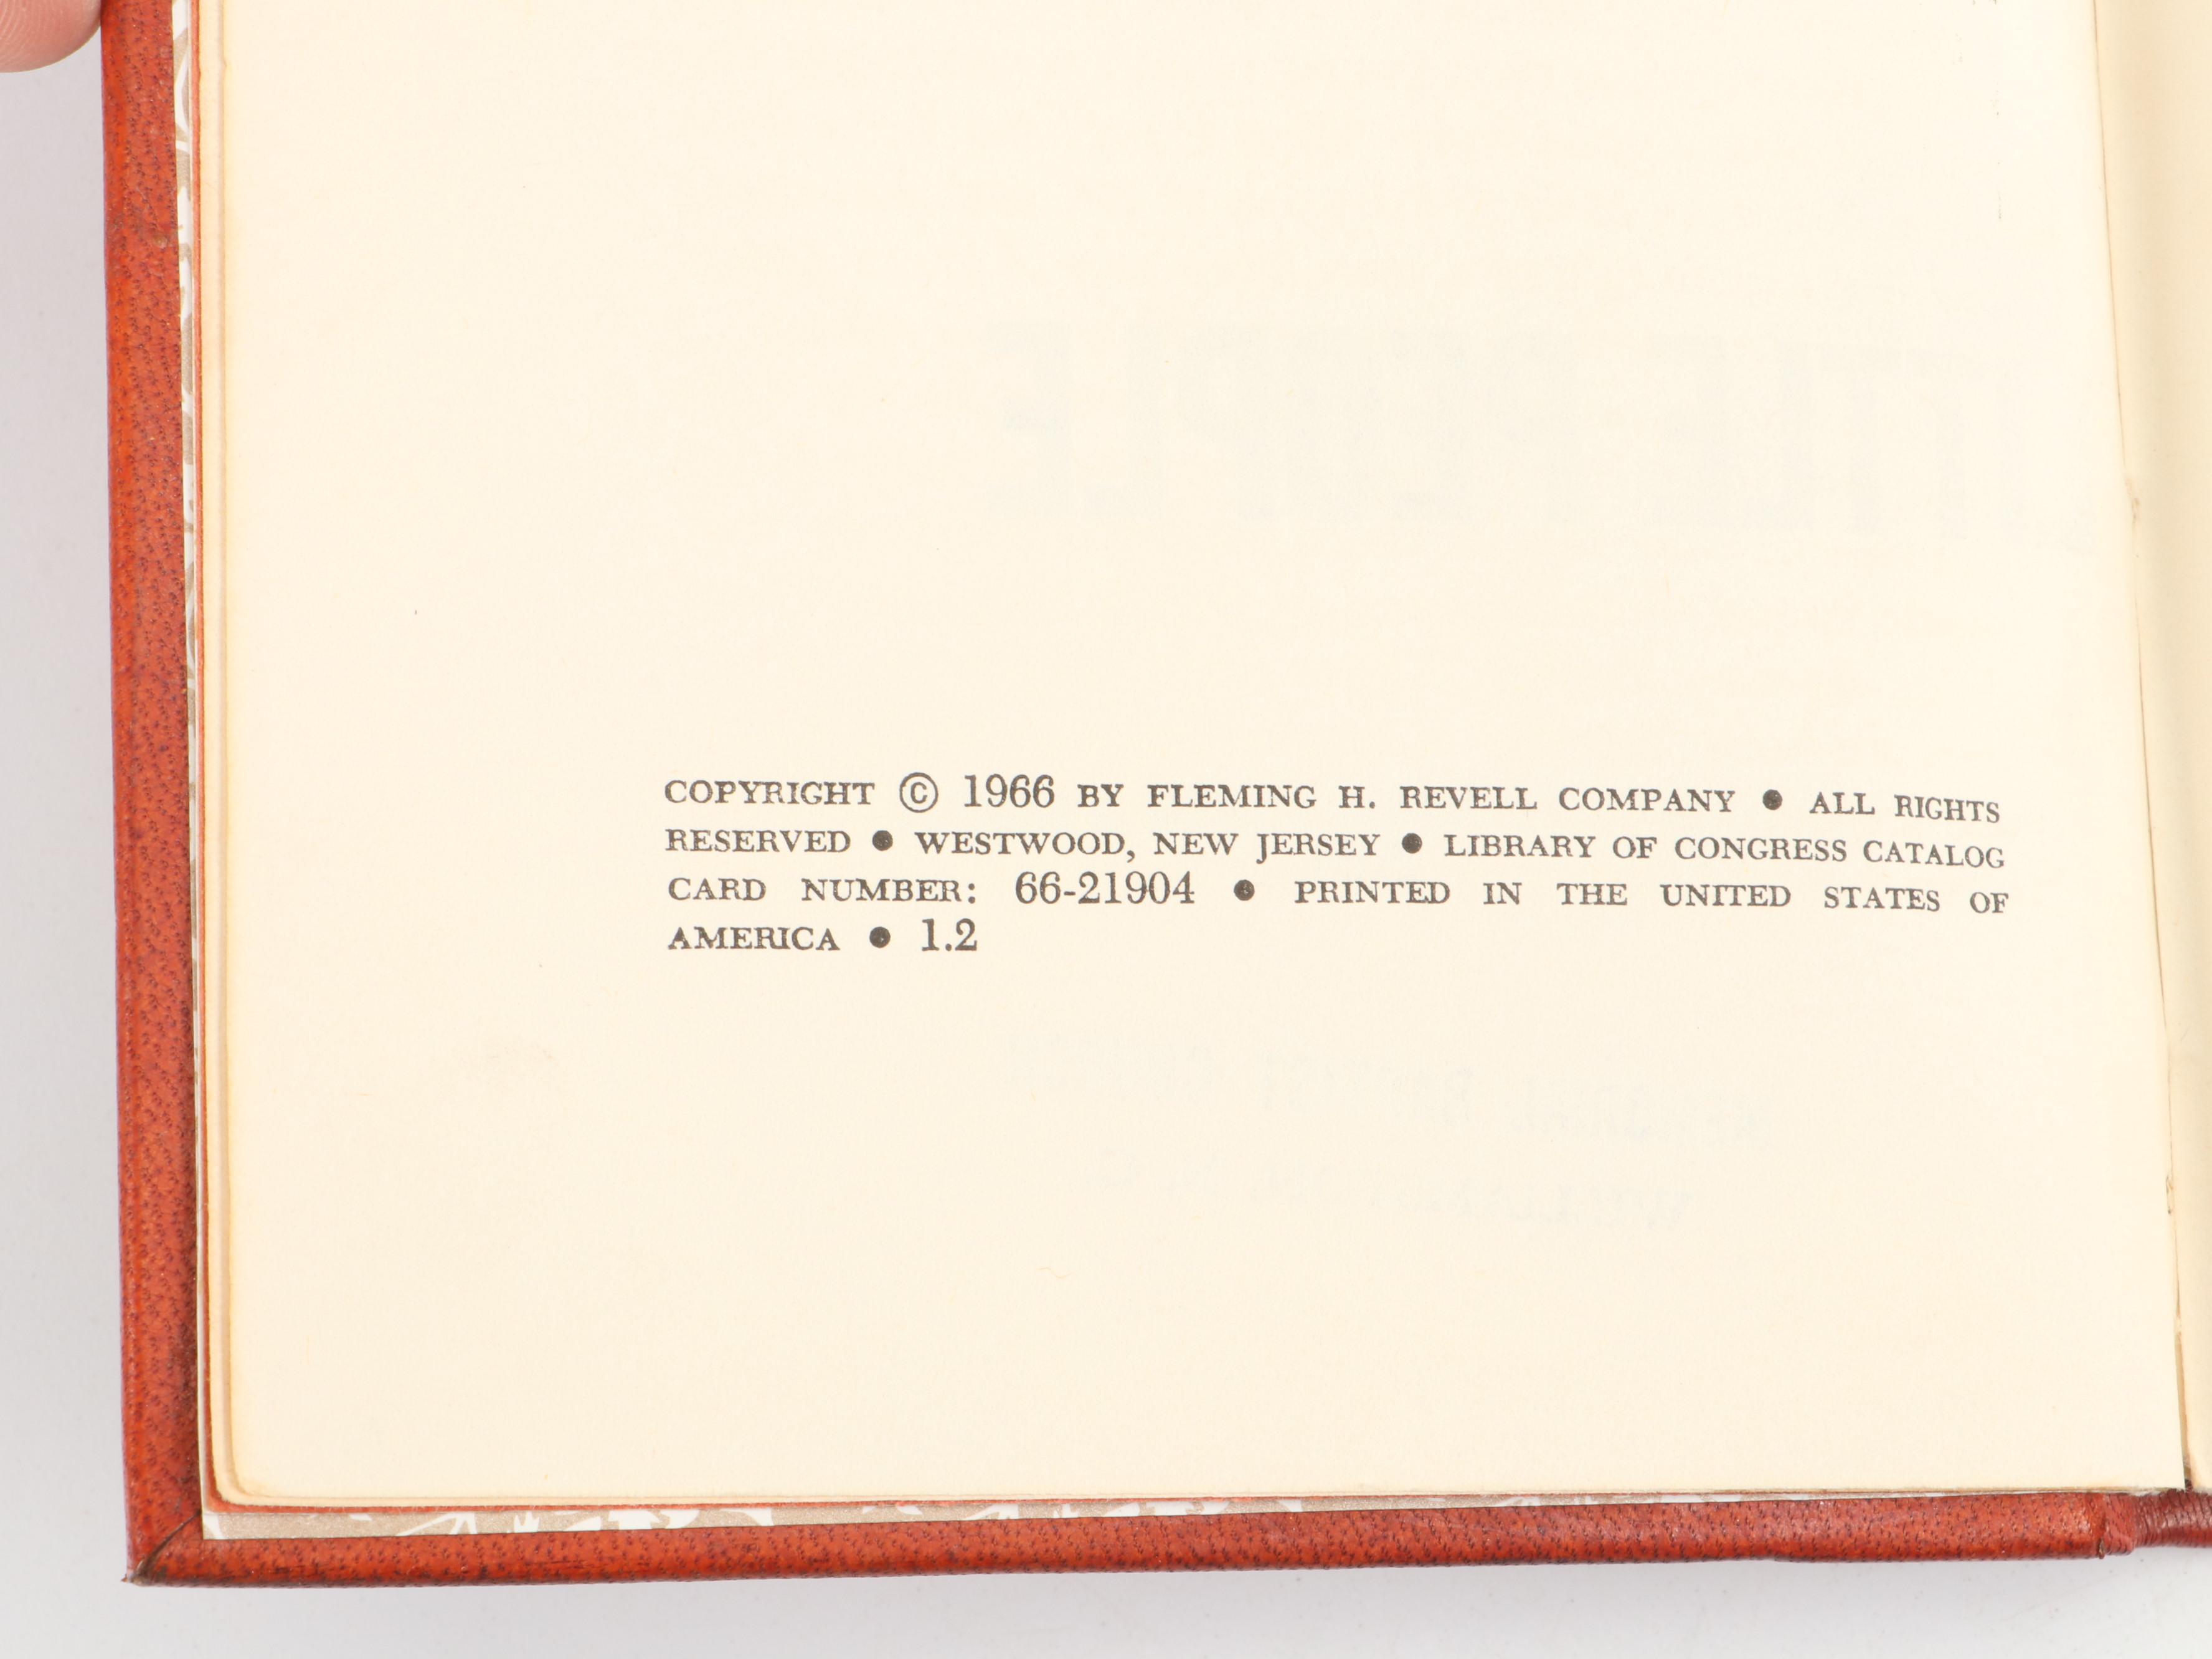 COPYRIGHT © 1966 BY FLEMING H. REVELL COMPANY ● ALL RIGHTS
RESERVED ● WESTWOOD, NEW JERSEY ● LIBRARY OF CONGRESS CATALOG
CARD NUMBER: 66-21904 ● PRINTED IN THE UNITED STATES OF
AMERICA ● 1.2